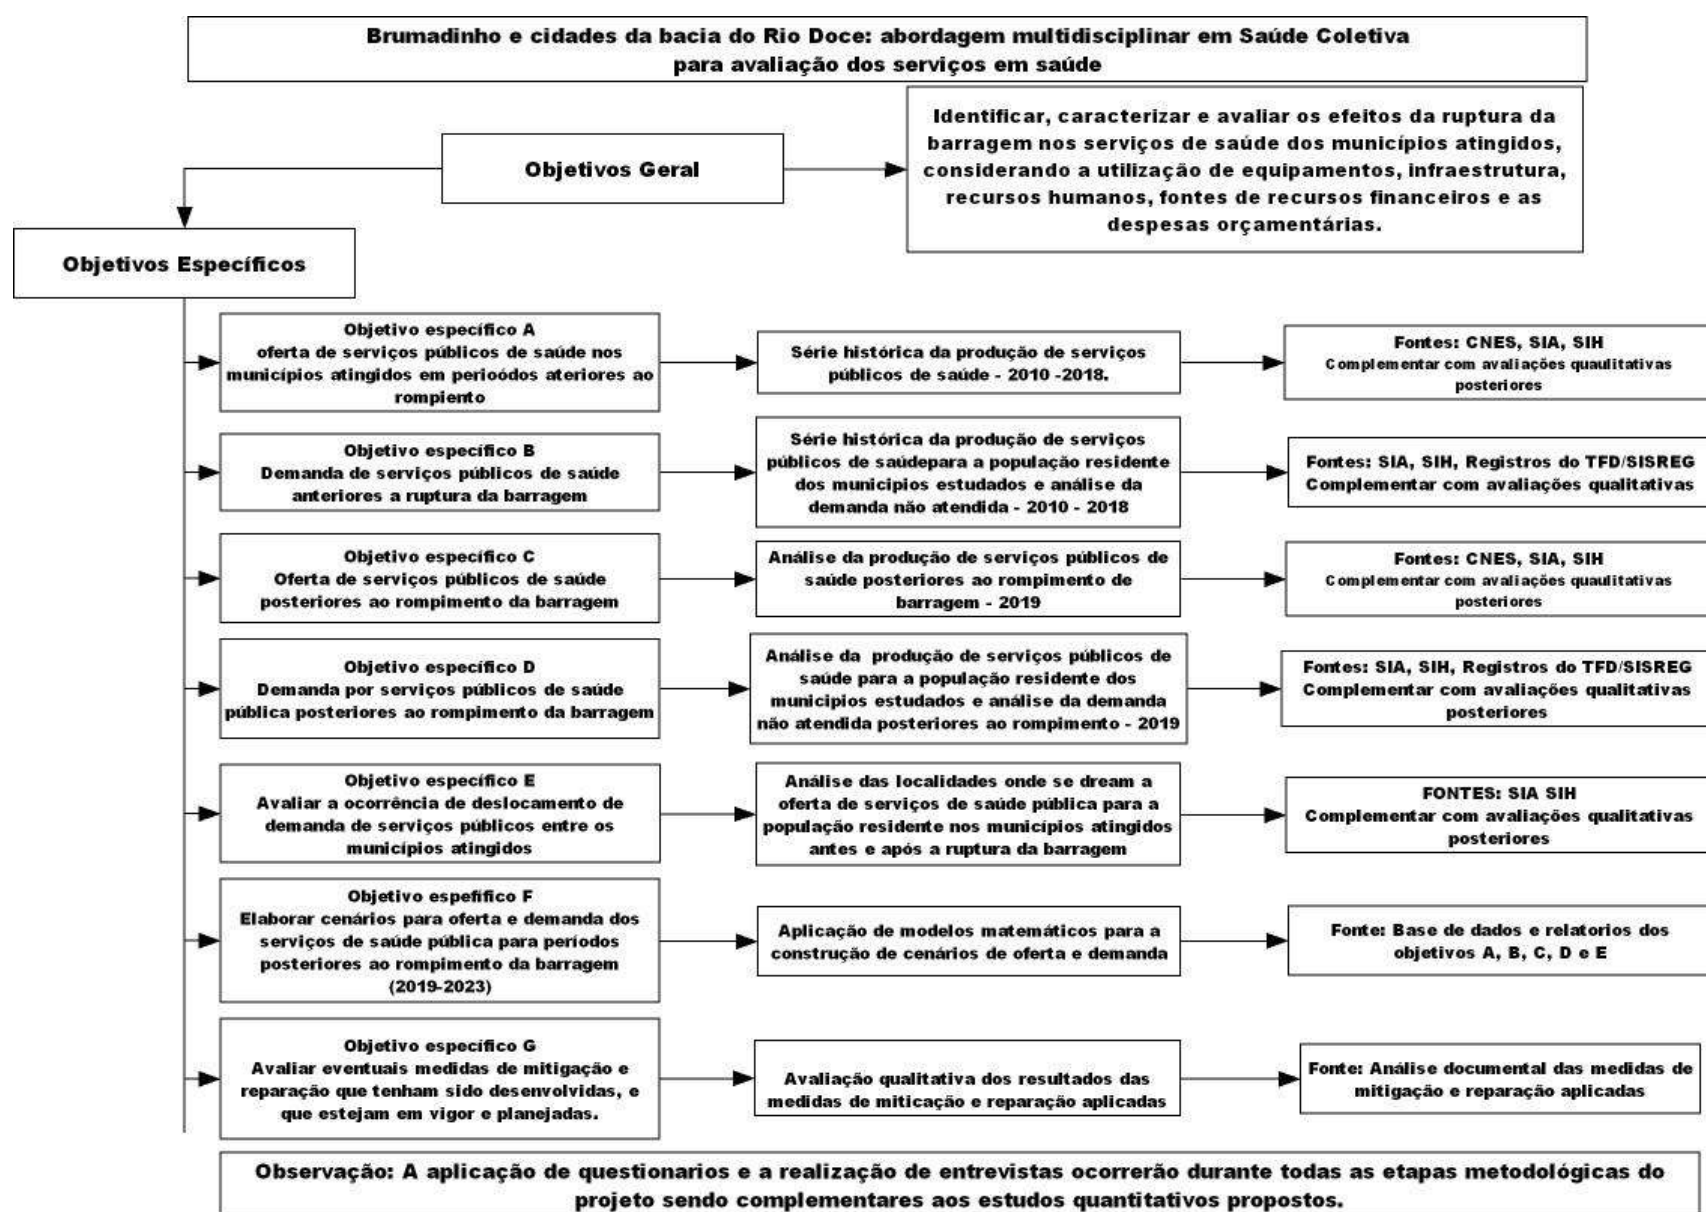 Brumadinho e cidades da bacia do Rio Doce: abordagem multidisciplinar em Saúde Coletiva
para avaliação dos serviços em saúde
Objetivos Geral
Identificar, caracterizar e avaliar os efeitos da ruptura da
barragem nos serviços de saúde dos municípios atingidos,
considerando a utilização de equipamentos, infraestrutura,
recursos humanos, fontes de recursos financeiros e as
despesas orçamentárias.
Objetivos Específicos
Objetivo específico A
oferta de serviços públicos de saúde nos
municípios atingidos em perioódos ateriores ao
rompiento
Série histórica da produção de serviços
públicos de saúde - 2010 -2018.
Fontes: CNES, SIA, SIH
Complementar com avaliações quaulitativas
posteriores
Objetivo específico B
Demanda de serviços públicos de saúde
anteriores a ruptura da barragem
Série histórica da produção de serviços
públicos de saúdepara a população residente
dos municipios estudados e análise da
demanda não atendida - 2010 - 2018
Fontes: SIA, SIH, Registros do TFD/SISREG
Complementar com avaliações qualitativas
Objetivo específico C
Oferta de serviços públicos de saúde
posteriores ao rompimento da barragem
Análise da produção de serviços públicos de
saúde posteriores ao rompimento de
barragem - 2019
Fontes: CNES, SIA, SIH
Complementar com avaliações quaulitativas
posteriores
Objetivo específico D
Demanda por serviços públicos de saúde
pública posteriores ao rompimento da barragem
Análise da produção de serviços públicos de
saúde para a população residente dos
municipios estudados e análise da demanda
não atendida posteriores ao rompimento - 2019
Fontes: SIA, SIH, Registros do TFD/SISREG
Complementar com avaliações qualitativas
posteriores
Objetivo específico E
Avaliar a ocorrência de deslocamento de
demanda de serviços públicos entre os
municípios atingidos
Análise das localidades onde se dream a
oferta de serviços de saúde pública para a
população residente nos municípios atingidos
antes e após a ruptura da barragem
FONTES: SIA SIH
Complementar com avaliações qualitativas
posteriores
Objetivo espefífico F
Elaborar cenários para oferta e demanda dos
serviços de saúde pública para períodos
posteriores ao rompimento da barragem
(2019-2023)
Aplicação de modelos matemáticos para a
construção de cenários de oferta e demanda
Fonte: Base de dados e relatorios dos
objetivos A, B, C, D e E
Objetivo específico G
Avaliar eventuais medidas de mitigação e
reparação que tenham sido desenvolvidas, e
que estejam em vigor e planejadas.
Avaliação qualitativa dos resultados das
medidas de miticação e reparação aplicadas
Fonte: Análise documental das medidas de
mitigação e reparação aplicadas
Observação: A aplicação de questionarios e a realização de entrevistas ocorrerão durante todas as etapas metodológicas do
projeto sendo complementares aos estudos quantitativos propostos.